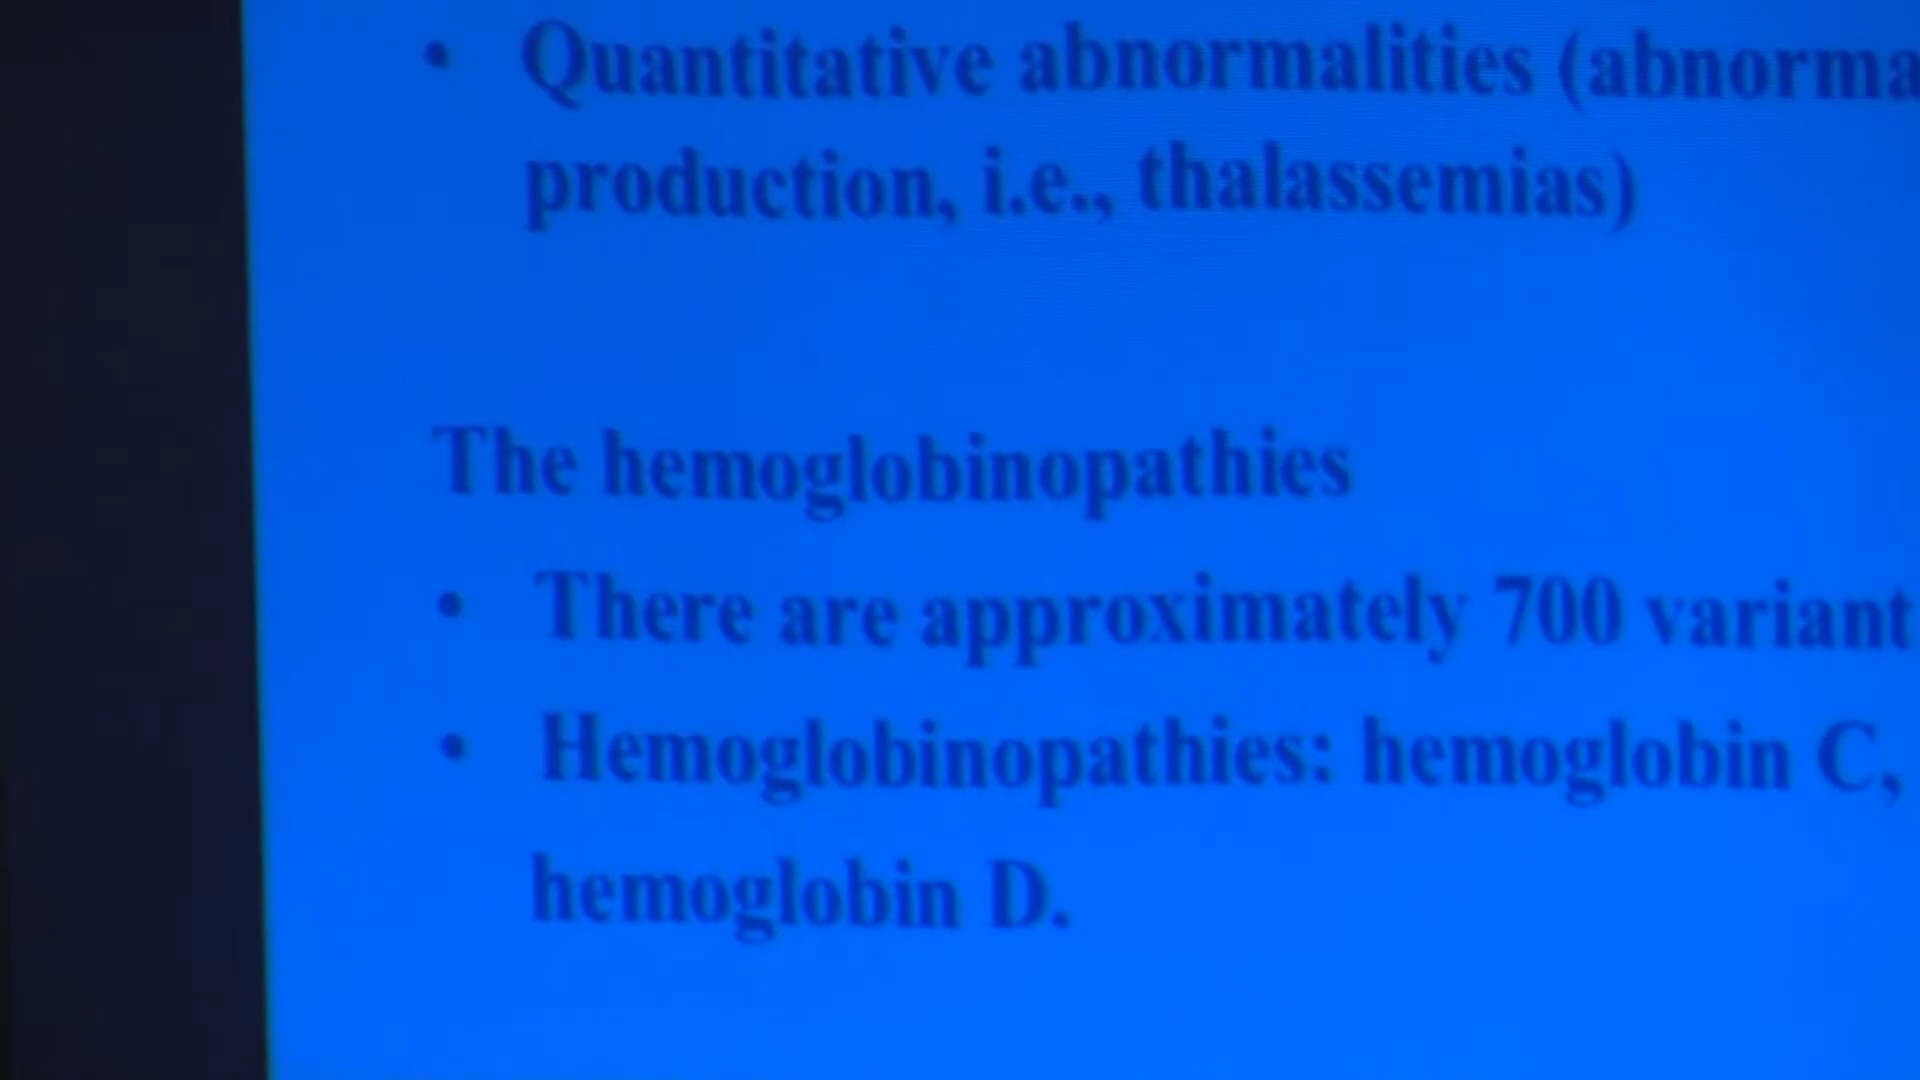 • Quantitative abnormalities (abnorma
production, i.e., thalassemias)
The hemoglobinopathies
• There are approximately 700 variant
• Hemoglobinopathies: hemoglobin C,
hemoglobin D.